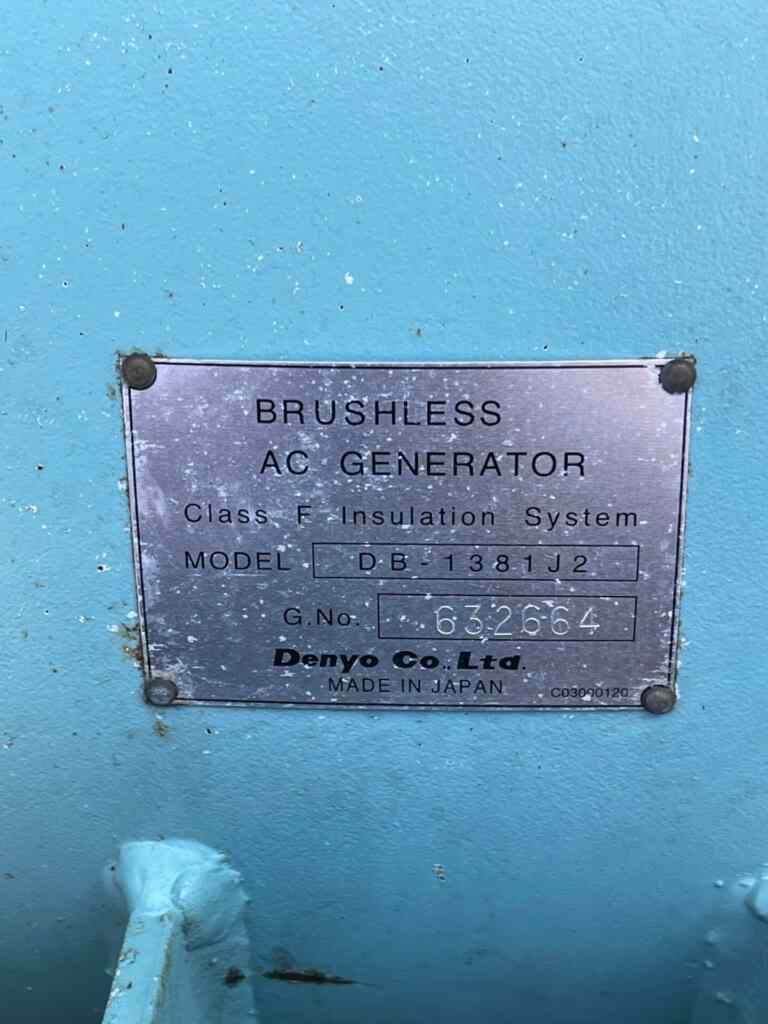 BRUSHLESS
AC GENERATOR
Class F Insulation System
MODEL DB-1381J2
G.No. 632664
Denyo Co.,Ltd.
MADE IN JAPAN C03000120